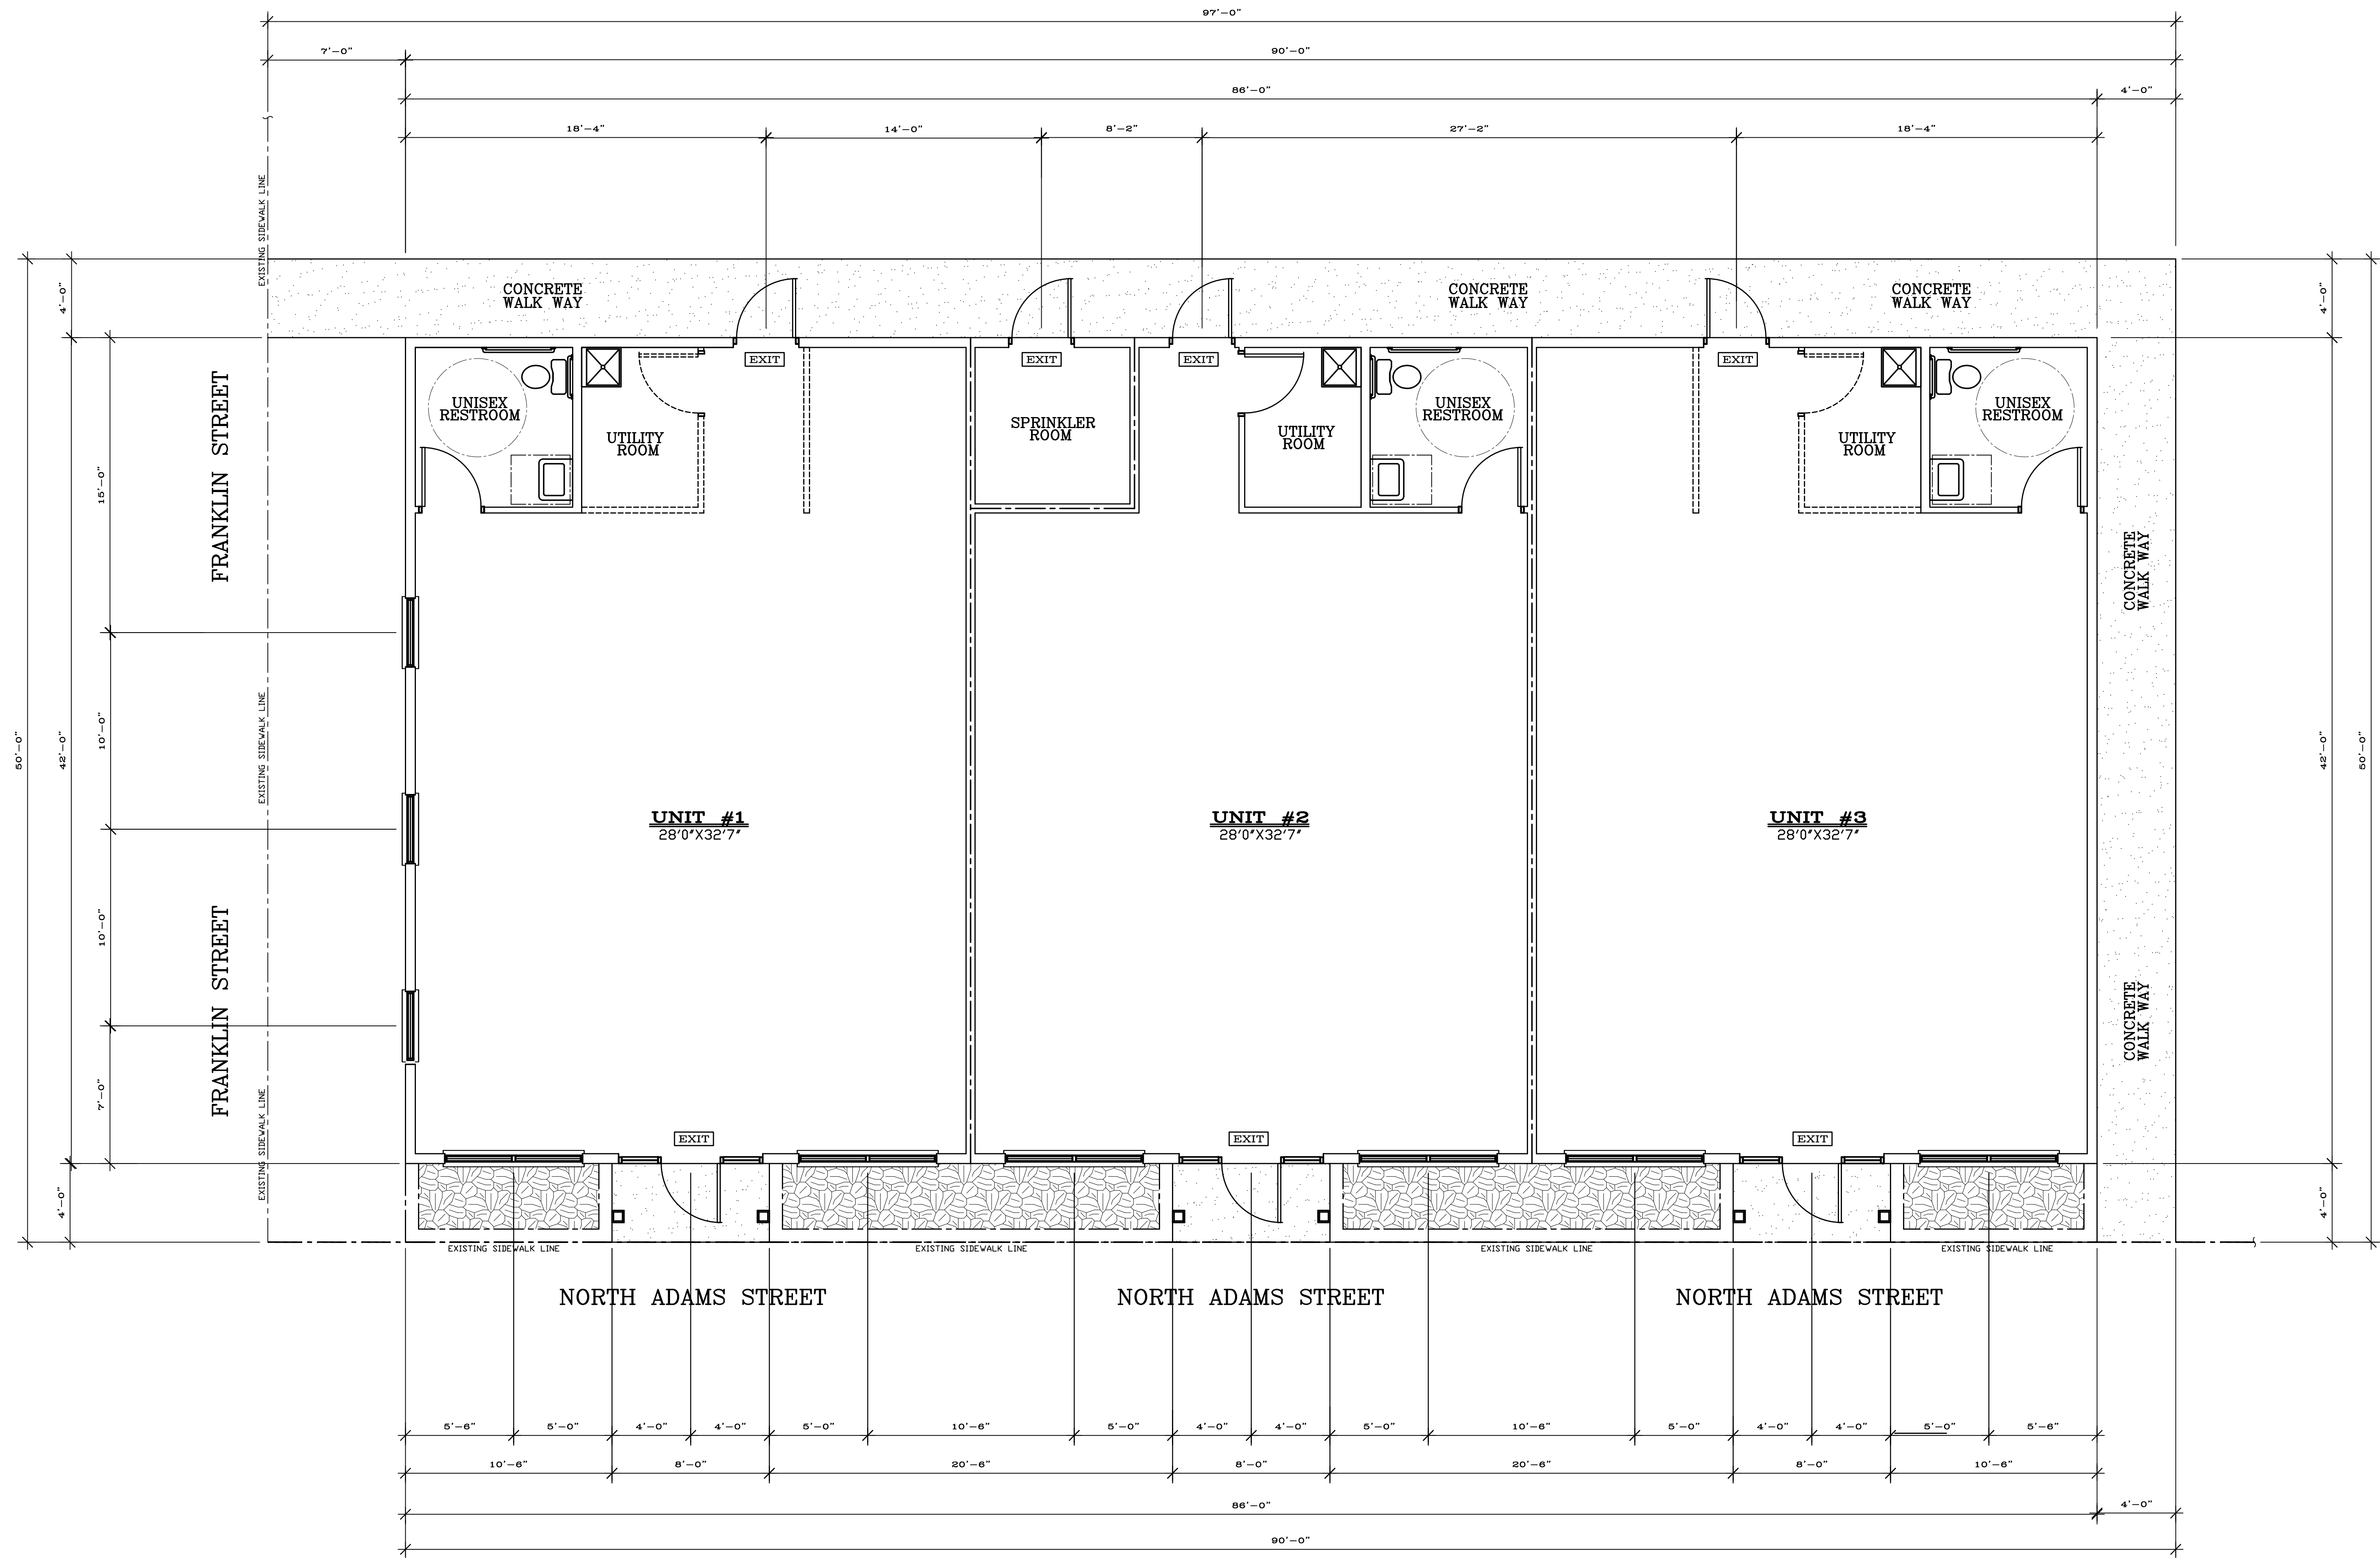 97'-0"
7'-0"
90'-0"
86'-0"
4'-0"
18'-4"
14'-0"
8'-2"
27'-2"
18'-4"
EXISTING SIDEWALK LINE
EXISTING SIDEWALK LINE
EXISTING SIDEWALK LINE
50'-0"
4'-0"
42'-0"
4'-0"
15'-0"
10'-0"
10'-0"
7'-0"
FRANKLIN STREET
FRANKLIN STREET
CONCRETE
WALK WAY
CONCRETE
WALK WAY
CONCRETE
WALK WAY
EXIT
EXIT
EXIT
EXIT
UNISEX
RESTROOM
UTILITY
ROOM
SPRINKLER
ROOM
UTILITY
ROOM
UNISEX
RESTROOM
UTILITY
ROOM
UNISEX
RESTROOM
CONCRETE
WALK WAY
CONCRETE
WALK WAY
4'-0"
42'-0"
4'-0"
50'-0"
UNIT #1
28'0"X32'7"
UNIT #2
28'0"X32'7"
UNIT #3
28'0"X32'7"
EXIT
EXIT
EXIT
EXISTING SIDEWALK LINE
EXISTING SIDEWALK LINE
EXISTING SIDEWALK LINE
EXISTING SIDEWALK LINE
NORTH ADAMS STREET
NORTH ADAMS STREET
NORTH ADAMS STREET
5'-6"
5'-0"
4'-0"
4'-0"
5'-0"
10'-6"
5'-0"
4'-0"
4'-0"
5'-0"
10'-6"
5'-0"
4'-0"
4'-0"
5'-0"
5'-6"
10'-6"
8'-0"
20'-6"
8'-0"
20'-6"
8'-0"
10'-6"
86'-0"
4'-0"
90'-0"